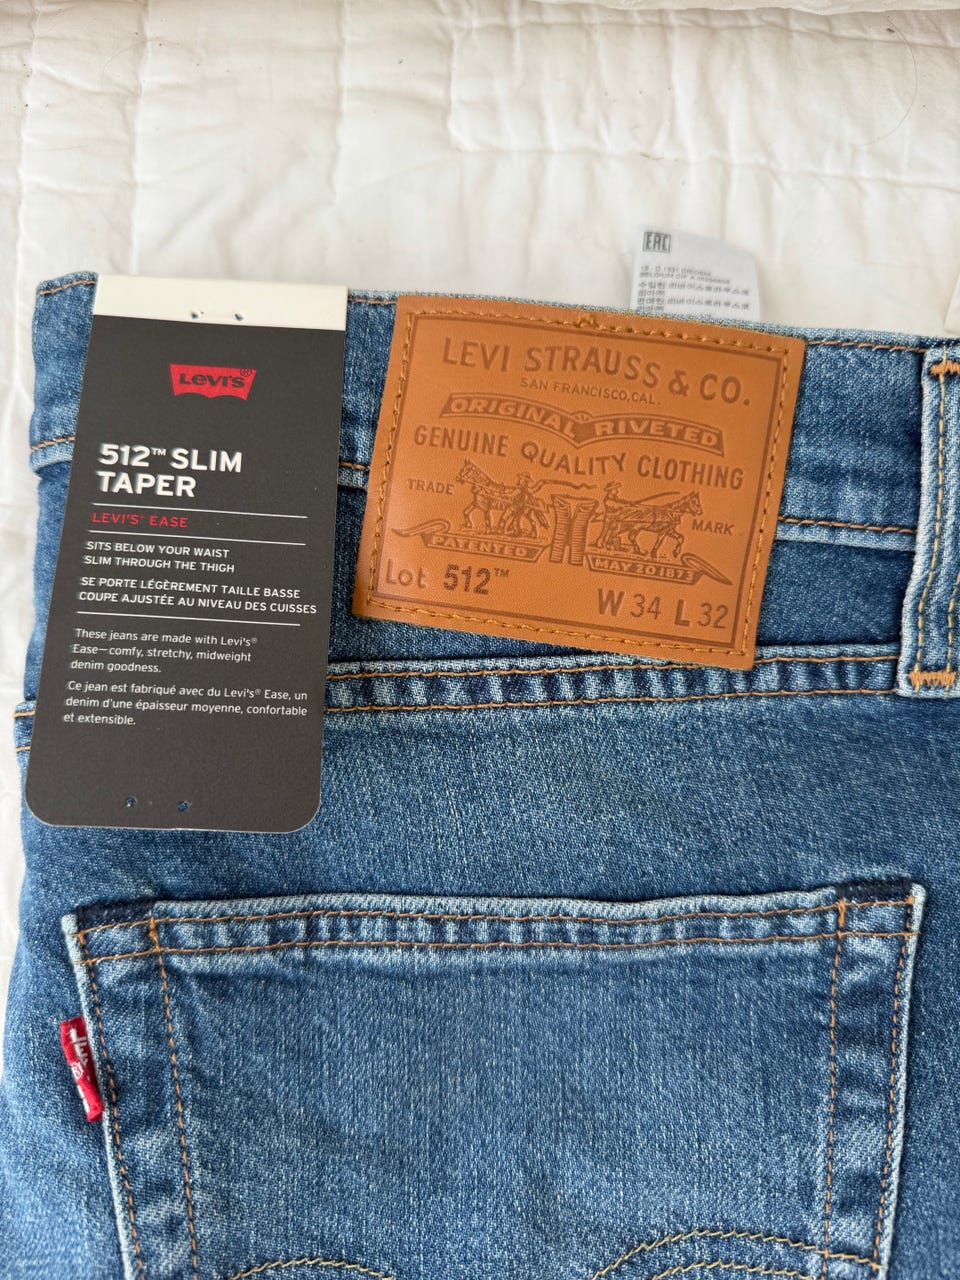 EAC
LEVI'S®
512™ SLIM
TAPER
LEVI'S® EASE
SITS BELOW YOUR WAIST
SLIM THROUGH THE THIGH
SE PORTE LÉGÈREMENT TAILLE BASSE
COUPE AJUSTÉE AU NIVEAU DES CUISSES
These jeans are made with Levi's®
Ease—comfy, stretchy, midweight
denim goodness.
Ce jean est fabriqué avec du Levi's® Ease, un
denim d'une épaisseur moyenne, confortable
et extensible.
LEVI STRAUSS & CO.
SAN FRANCISCO, CAL.
ORIGINAL RIVETED
GENUINE QUALITY CLOTHING
TRADE MARK
PATENTED MAY 20 1873
Lot 512™
W 34 L 32